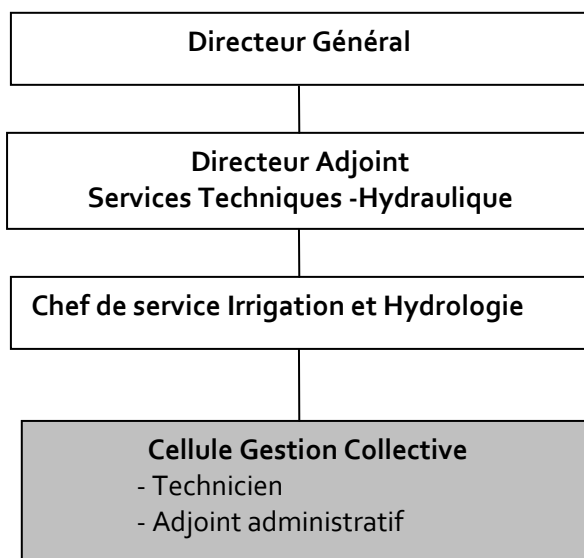 Directeur Général
Directeur Adjoint
Services Techniques -Hydraulique
Chef de service Irrigation et Hydrologie
Cellule Gestion Collective
- Technicien
- Adjoint administratif